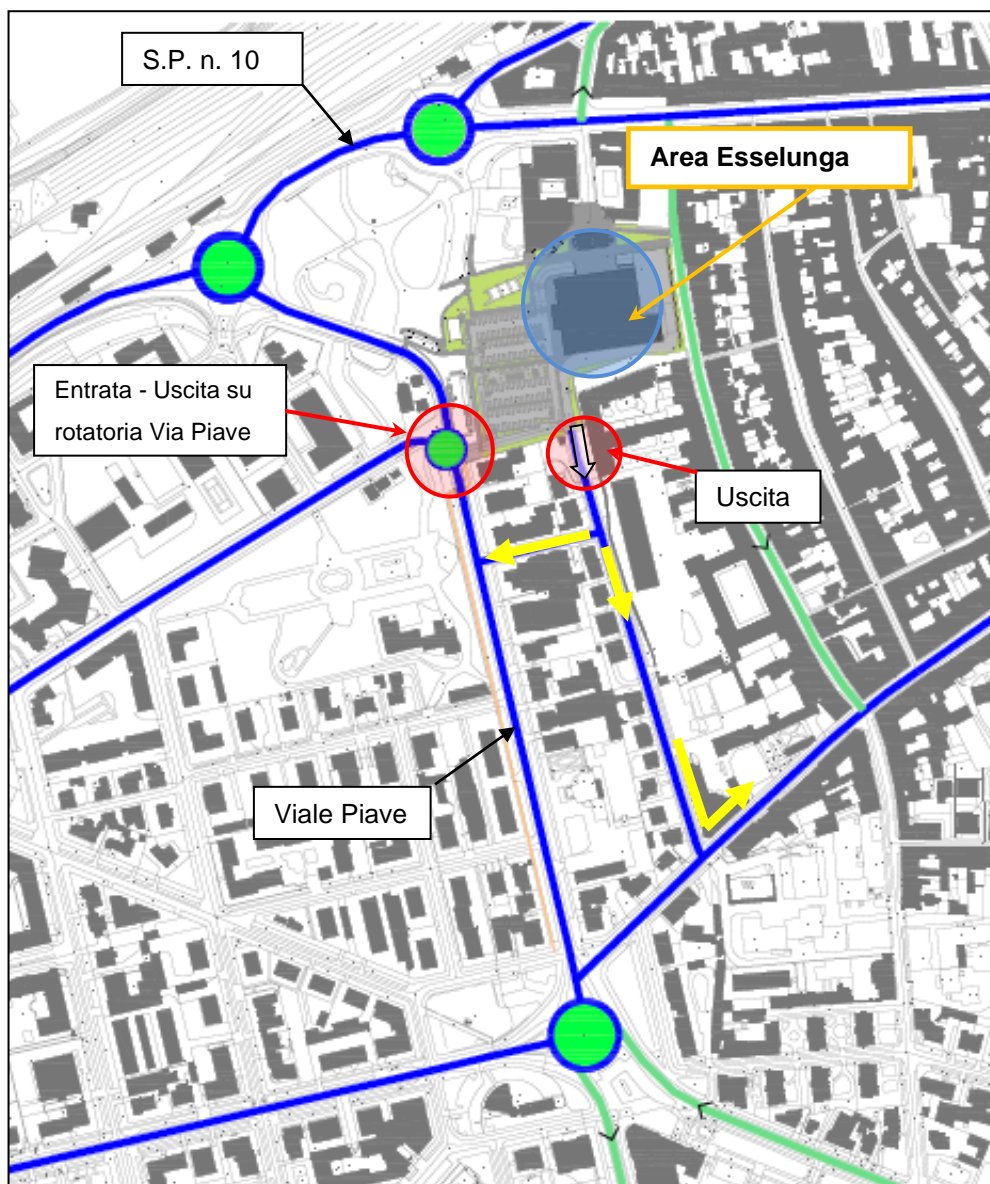 S.P. n. 10
Area Esselunga
Entrata - Uscita su
rotatoria Via Piave
Uscita
Viale Piave